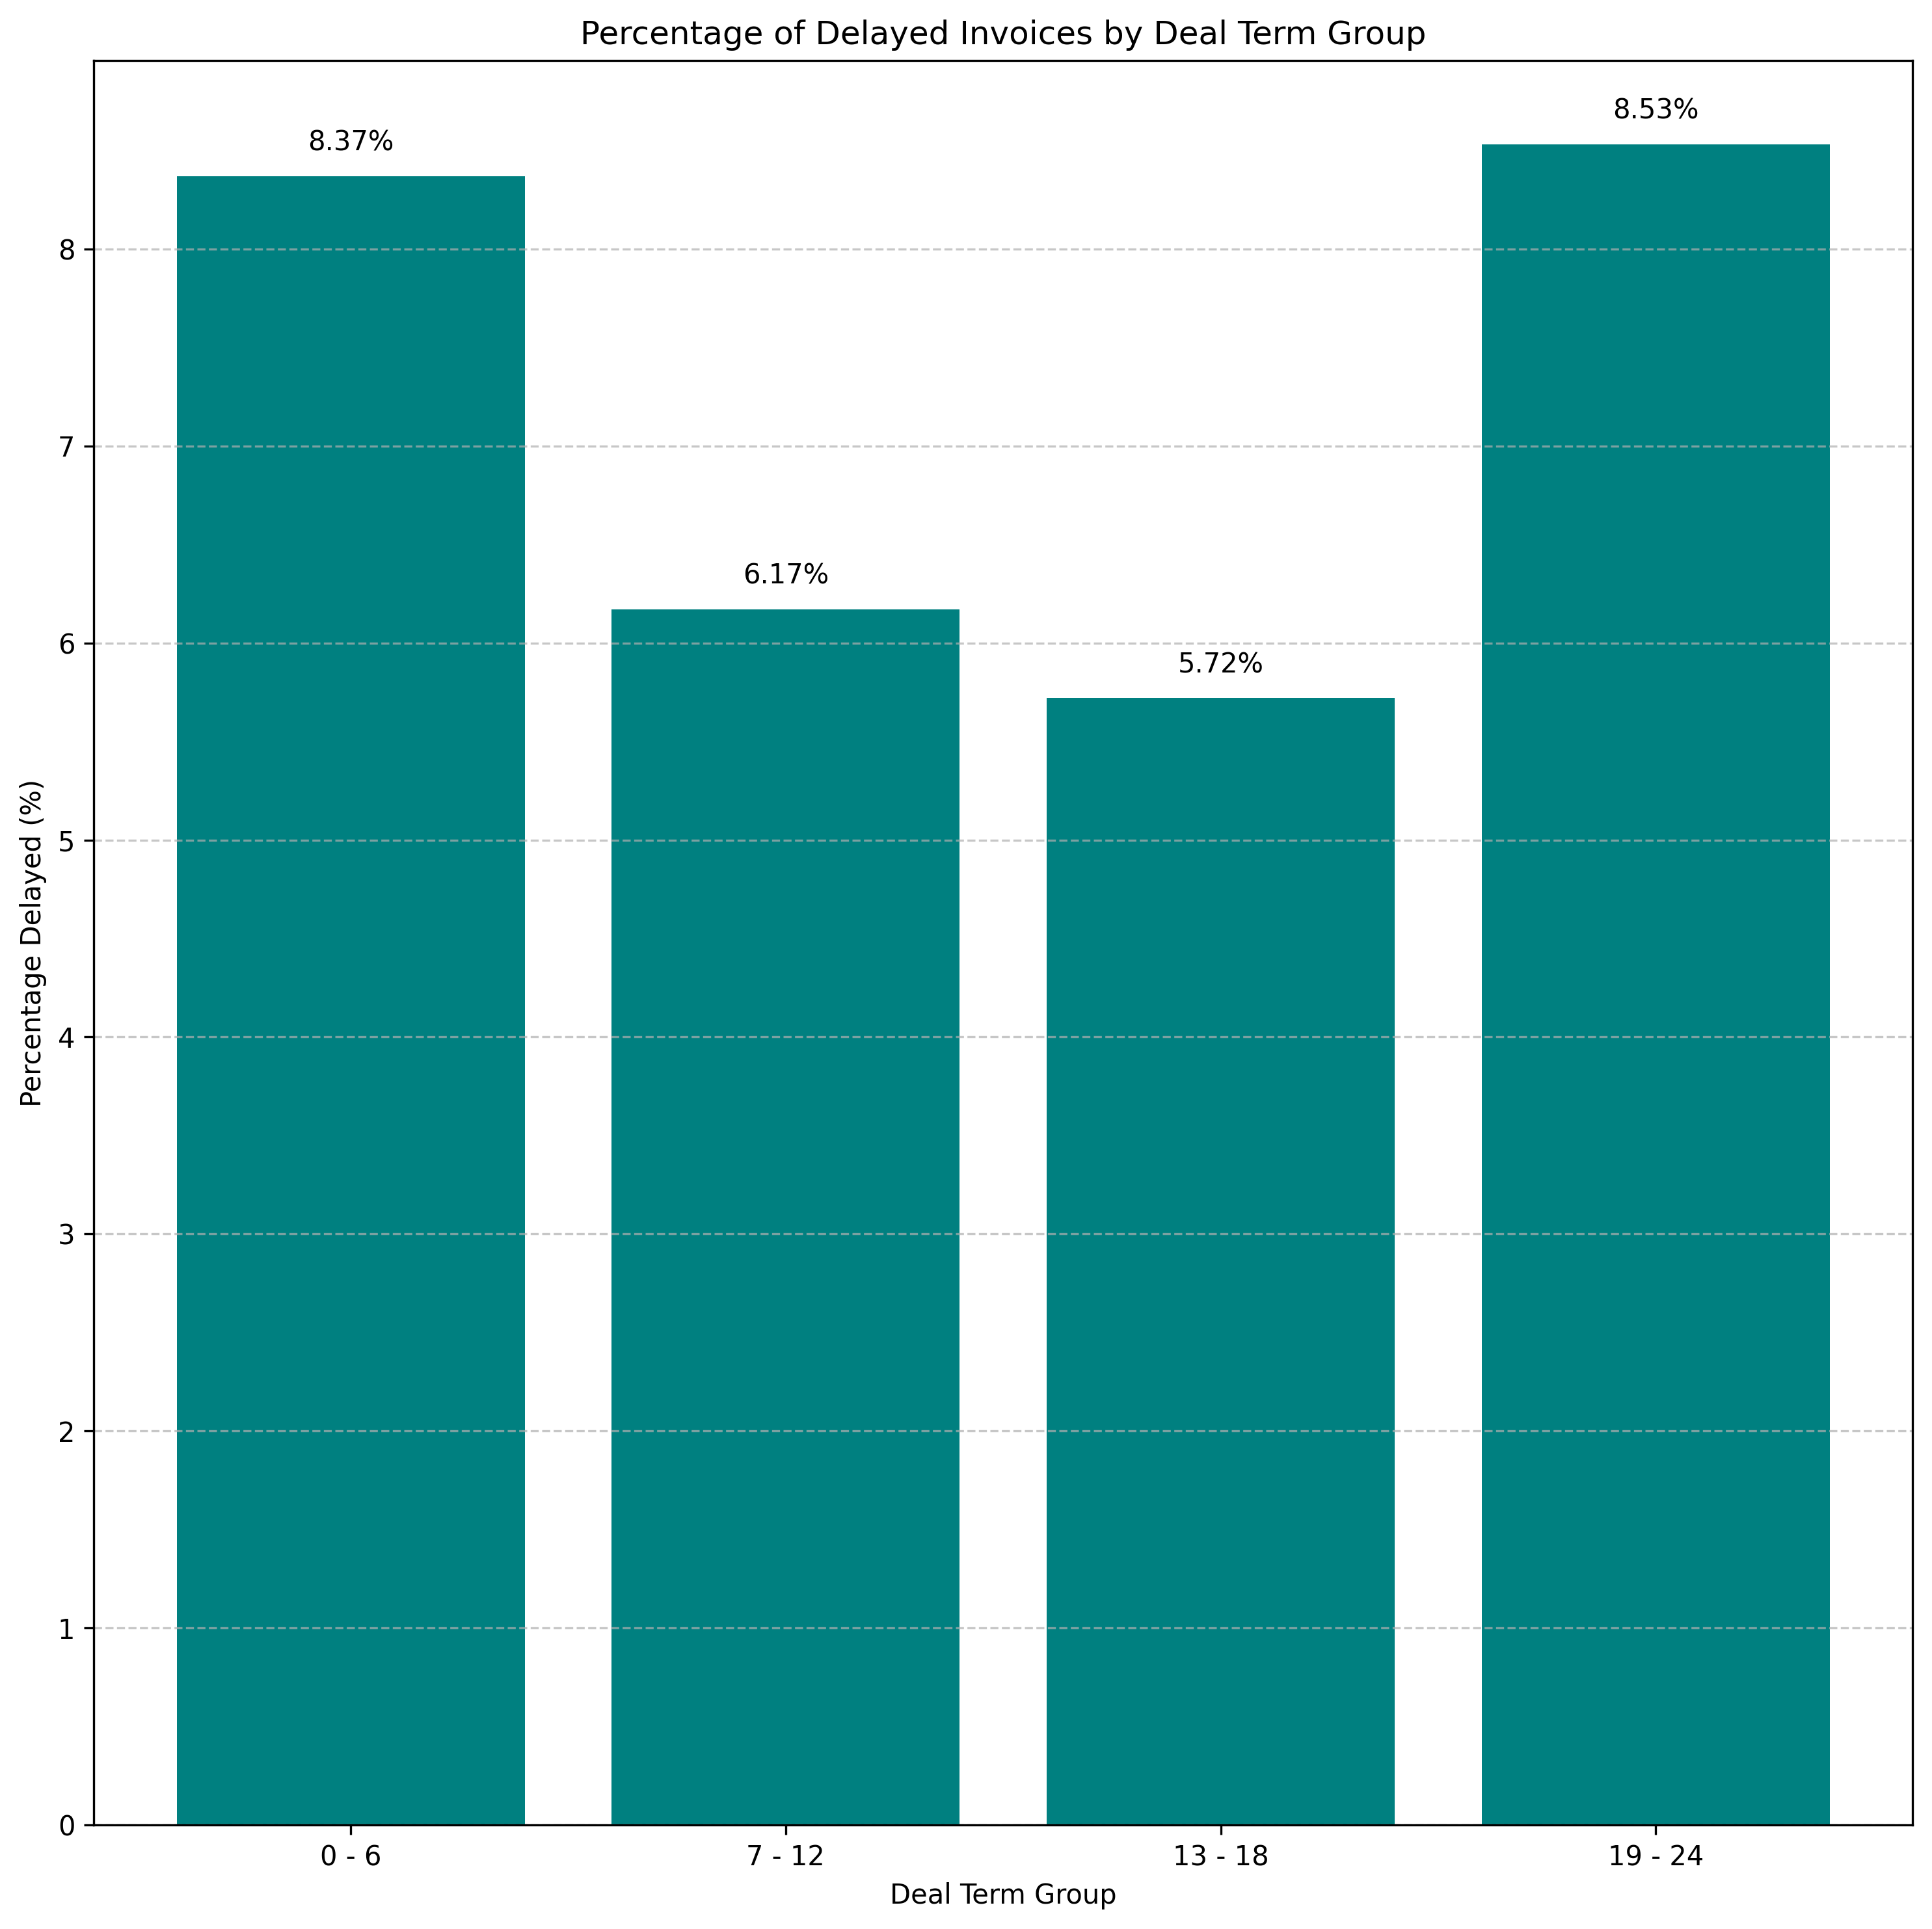 Percentage of Delayed Invoices by Deal Term Group
8.37%
6.17%
5.72%
8.53%
Percentage Delayed (%)
8
7
6
5
4
3
2
1
0
0 - 6
7 - 12
13 - 18
19 - 24
Deal Term Group